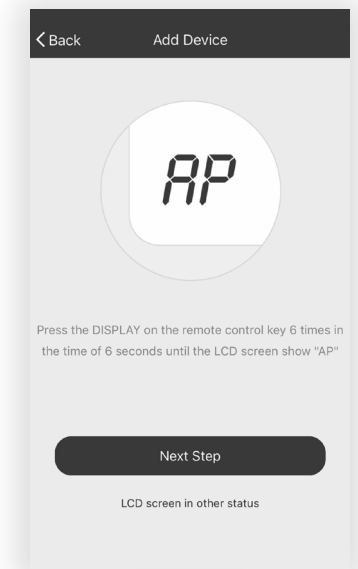 Back
Add Device
AP
Press the DISPLAY on the remote control key 6 times in
the time of 6 seconds until the LCD screen show "AP"
Next Step
LCD screen in other status